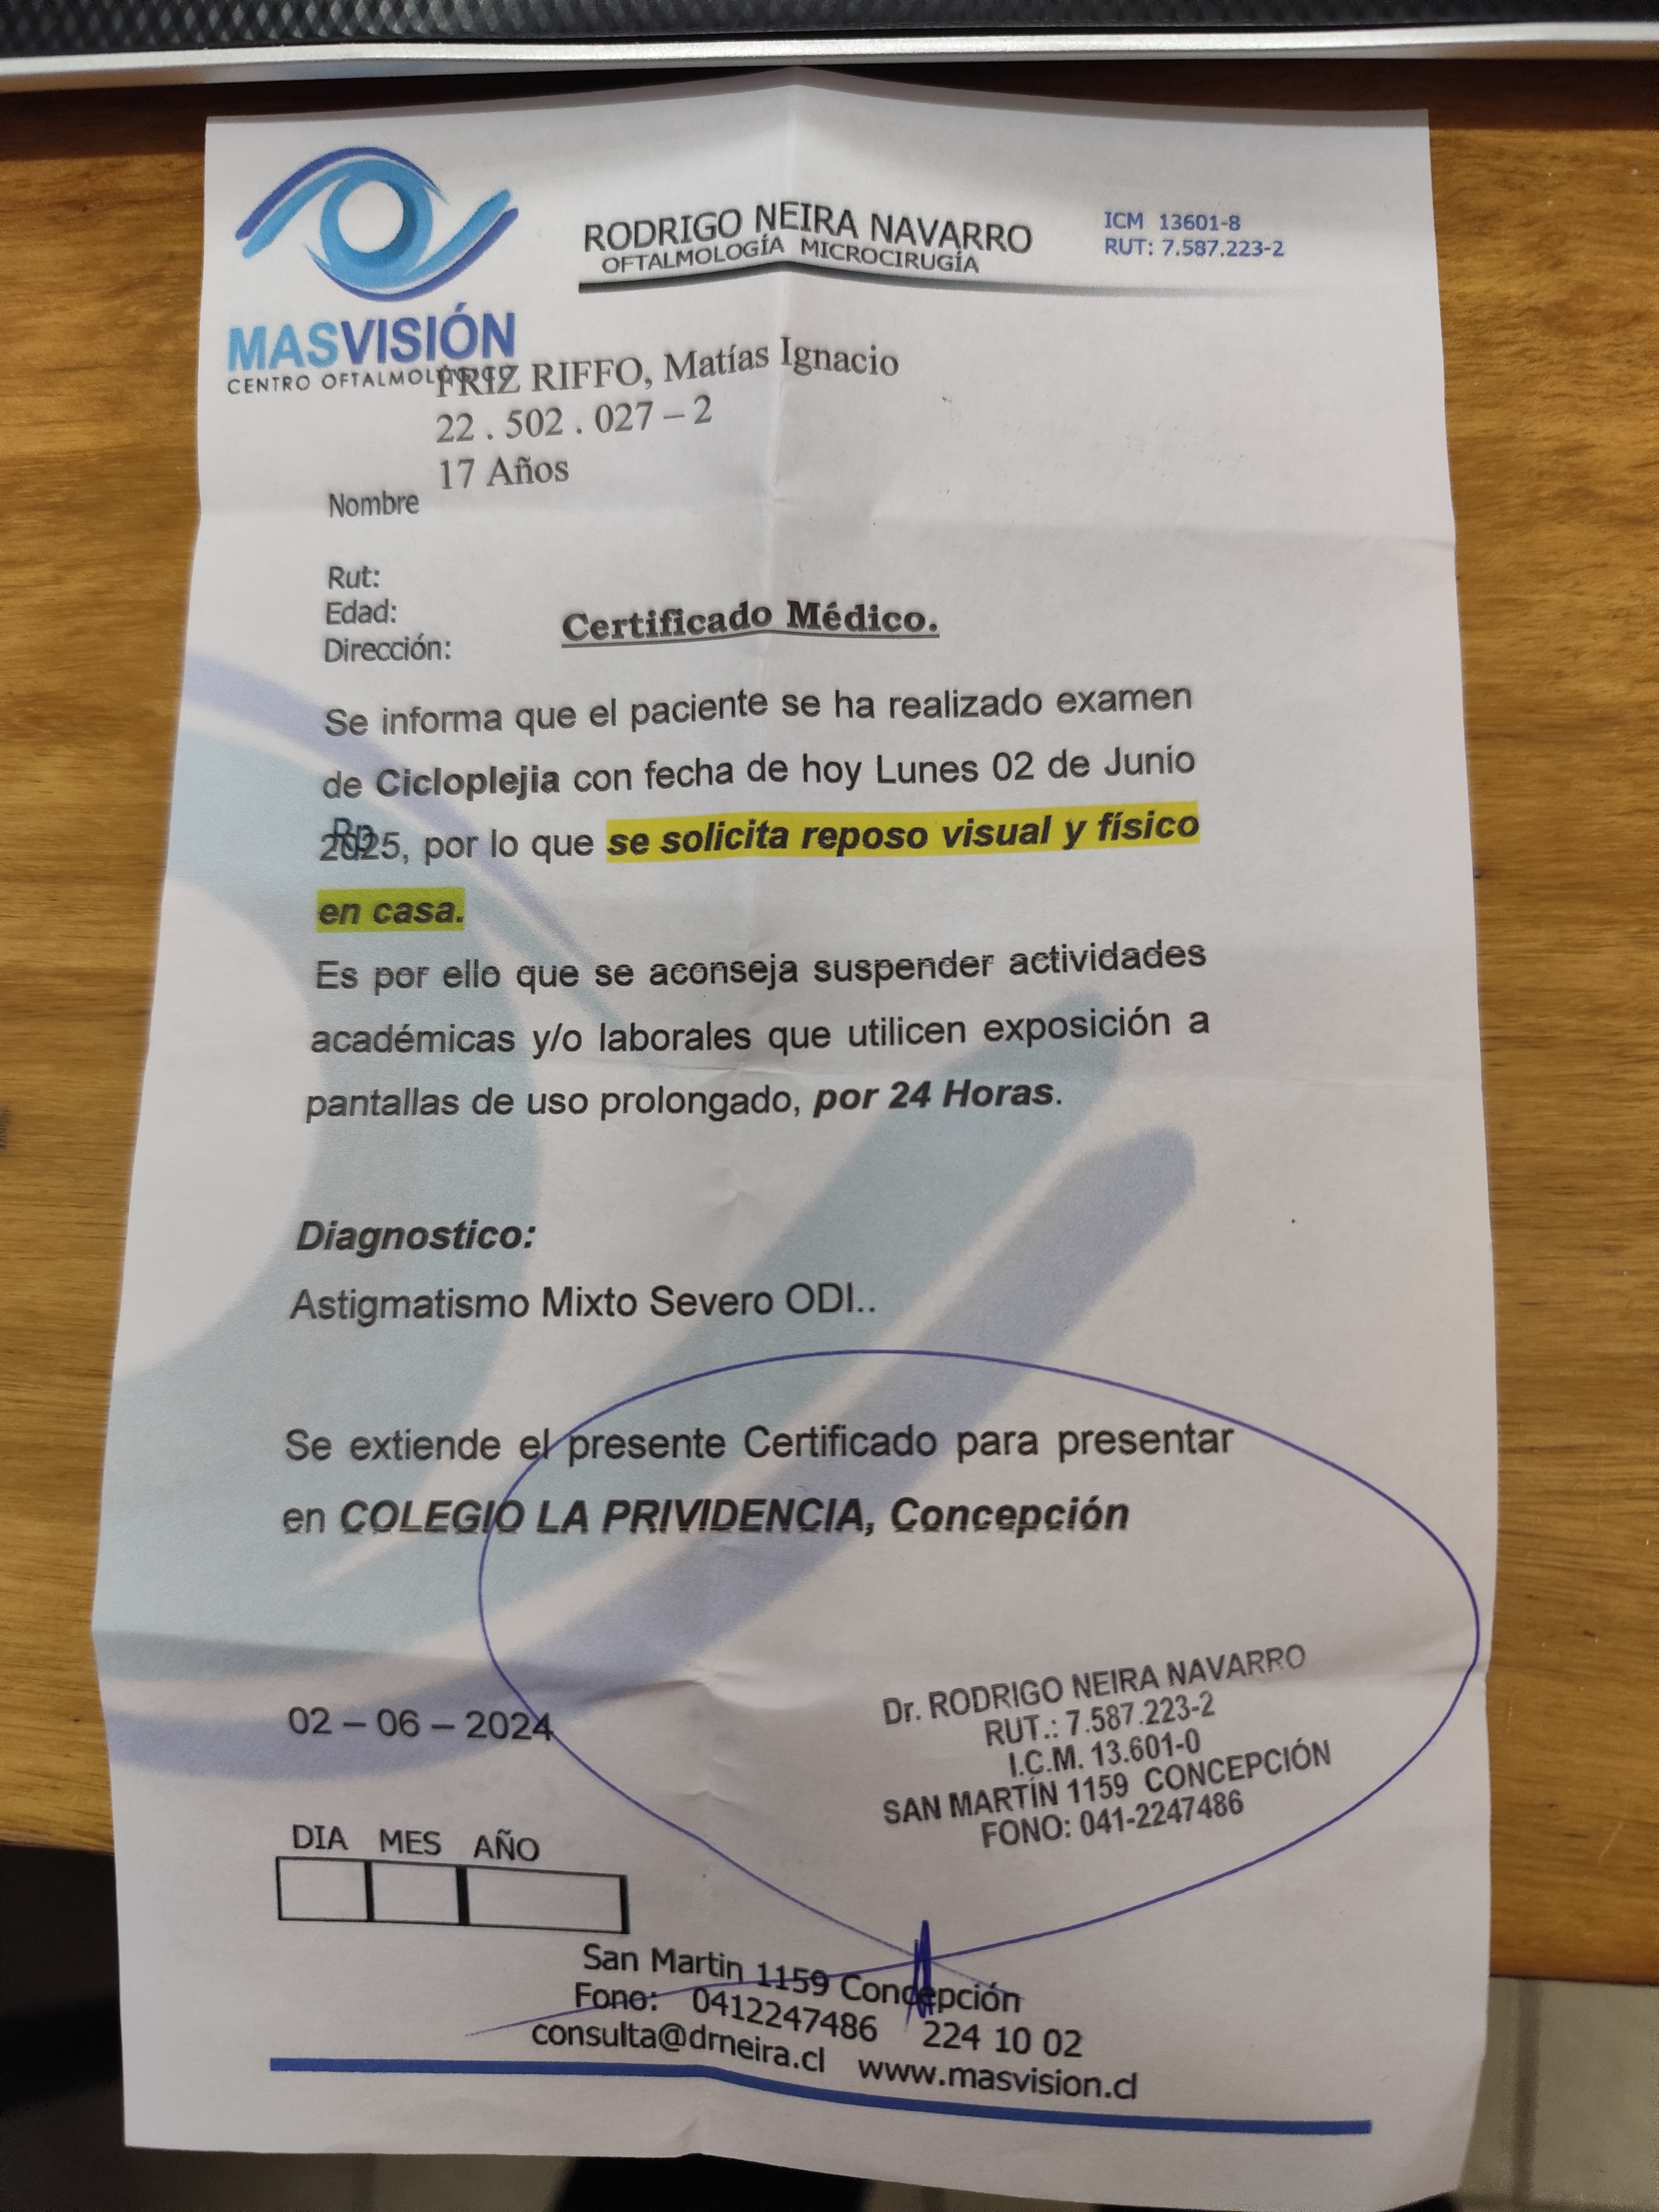 MASVISIÓN
CENTRO OFTALMOLÓGICO
RODRIGO NEIRA NAVARRO
OFTALMOLOGÍA MICROCIRUGÍA
ICM 13601-8
RUT: 7.587.223-2
FRIZ RIFFO, Matías Ignacio
22 . 502 . 027 – 2
17 Años
Nombre
Rut:
Edad:
Dirección:
Certificado Médico.
Se informa que el paciente se ha realizado examen
de Cicloplejia con fecha de hoy Lunes 02 de Junio
Rp
2025, por lo que se solicita reposo visual y físico
en casa.
Es por ello que se aconseja suspender actividades
académicas y/o laborales que utilicen exposición a
pantallas de uso prolongado, por 24 Horas.
Diagnostico:
Astigmatismo Mixto Severo ODI..
Se extiende el presente Certificado para presentar
en COLEGIO LA PRIVIDENCIA, Concepción
02 – 06 – 2024
Dr. RODRIGO NEIRA NAVARRO
RUT.: 7.587.223-2
I.C.M. 13.601-0
SAN MARTÍN 1159 CONCEPCIÓN
FONO: 041-2247486
DIA MES AÑO
San Martin 1159 Concepción
Fono: 0412247486 224 10 02
consulta@drneira.cl www.masvision.cl